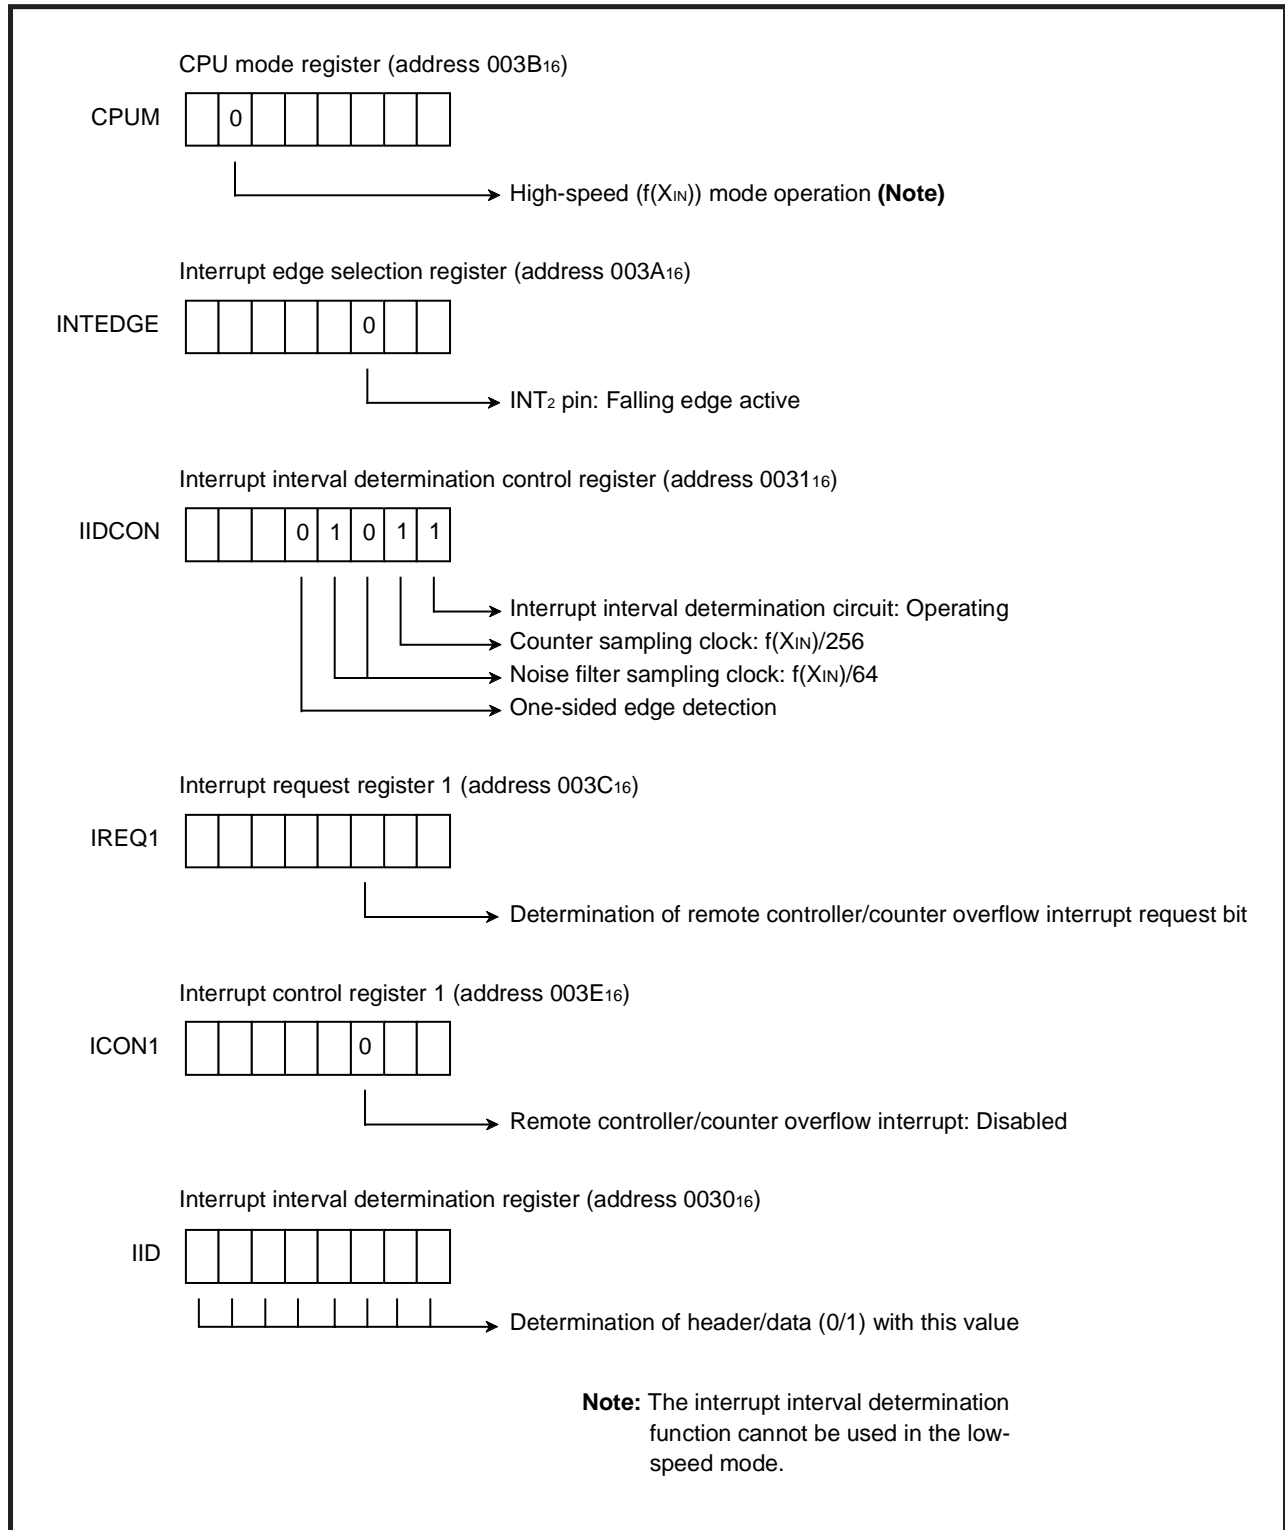 CPU mode register (address 003B16)
CPUM 0
High-speed (f(XIN)) mode operation (Note)
Interrupt edge selection register (address 003A16)
INTEDGE 0
INT2 pin: Falling edge active
Interrupt interval determination control register (address 003116)
IIDCON 0 1 0 1 1
Interrupt interval determination circuit: Operating
Counter sampling clock: f(XIN)/256
Noise filter sampling clock: f(XIN)/64
One-sided edge detection
Interrupt request register 1 (address 003C16)
IREQ1
Determination of remote controller/counter overflow interrupt request bit
Interrupt control register 1 (address 003E16)
ICON1 0
Remote controller/counter overflow interrupt: Disabled
Interrupt interval determination register (address 003016)
IID
Determination of header/data (0/1) with this value
Note: The interrupt interval determination
function cannot be used in the low-
speed mode.